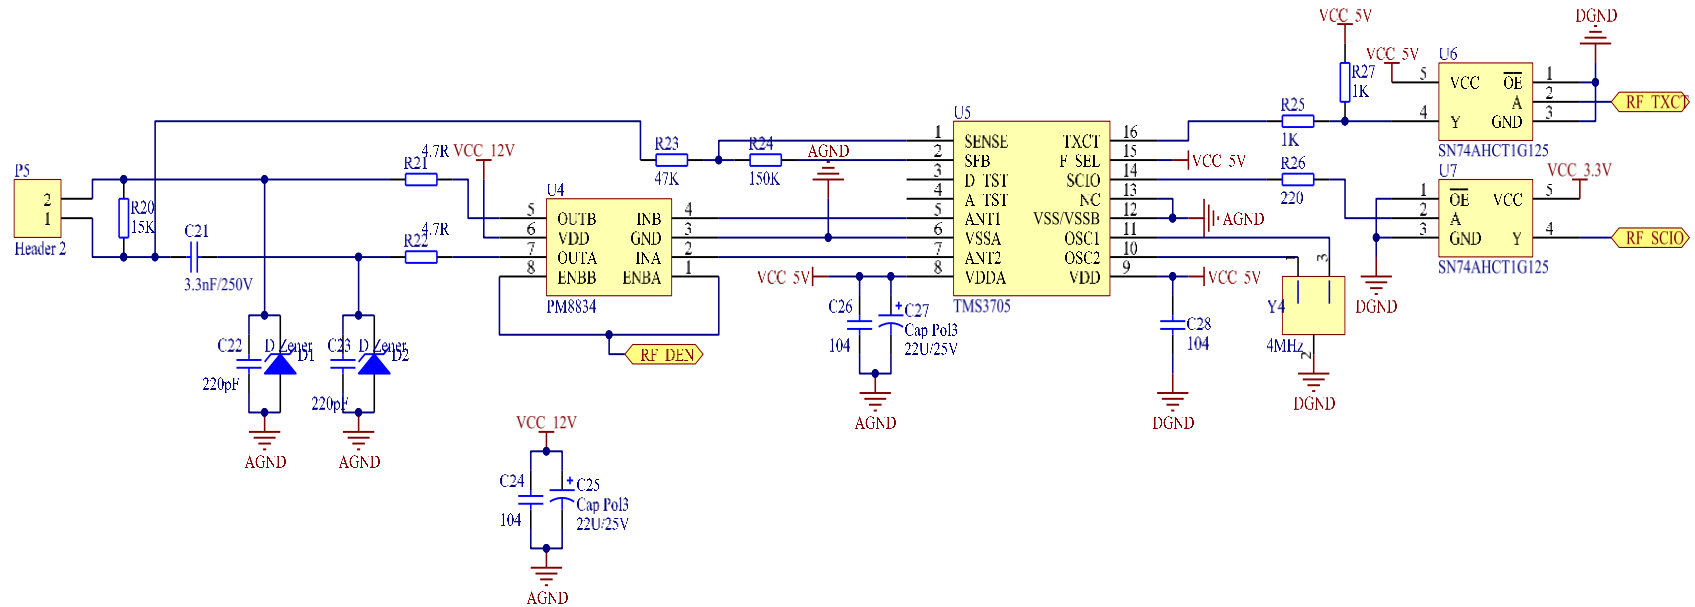 P5
2
1
Header 2
R20
15K
C21
3.3nF/250V
4.7R
R21
4.7R
R22
VCC_12V
C22
220pF
D Zener
D1
AGND
C23
220pF
D Zener
D2
AGND
U4
5 OUTB INB 4
6 VDD GND 3
7 OUTA INA 2
8 ENBB ENBA 1
PM8834
RF_DEN
VCC_12V
C24
104
C25
Cap Pol3
22U/25V
AGND
R23
47K
R24
150K
AGND
VCC_5V
C26
104
C27
Cap Pol3
22U/25V
AGND
U5
1 SENSE TXCT 16
2 SFB F_SEL 15
3 D_TST SCIO 14
4 A_TST NC 13
5 ANT1 VSS/VSSB 12
6 VSSA OSC1 11
7 ANT2 OSC2 10
8 VDDA VDD 9
TMS3705
VCC_5V
AGND
VCC_5V
C28
104
DGND
R25
1K
R26
220
VCC_5V
R27
1K
Y4
4MHz
1
3
2
DGND
VCC_5V
U6
5 VCC OE 1
A 2
4 Y GND 3
SN74AHCT1G125
DGND
RF_TXCT
U7
1 OE VCC 5
2 A
3 GND Y 4
SN74AHCT1G125
VCC_3.3V
DGND
RF_SCIO